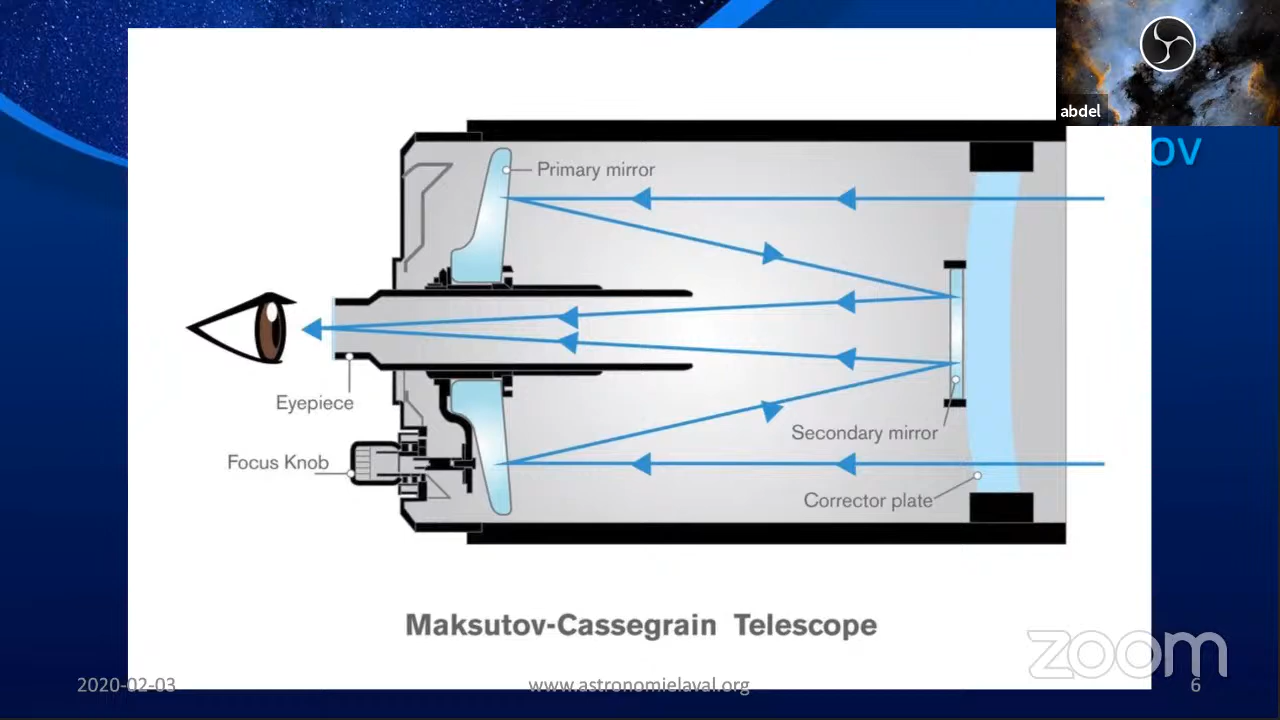 abdel
ov
Primary mirror
Eyepiece
Secondary mirror
Focus Knob
Corrector plate
Maksutov-Cassegrain Telescope
zoom
2020-02-03
www.astronomielaval.org
6